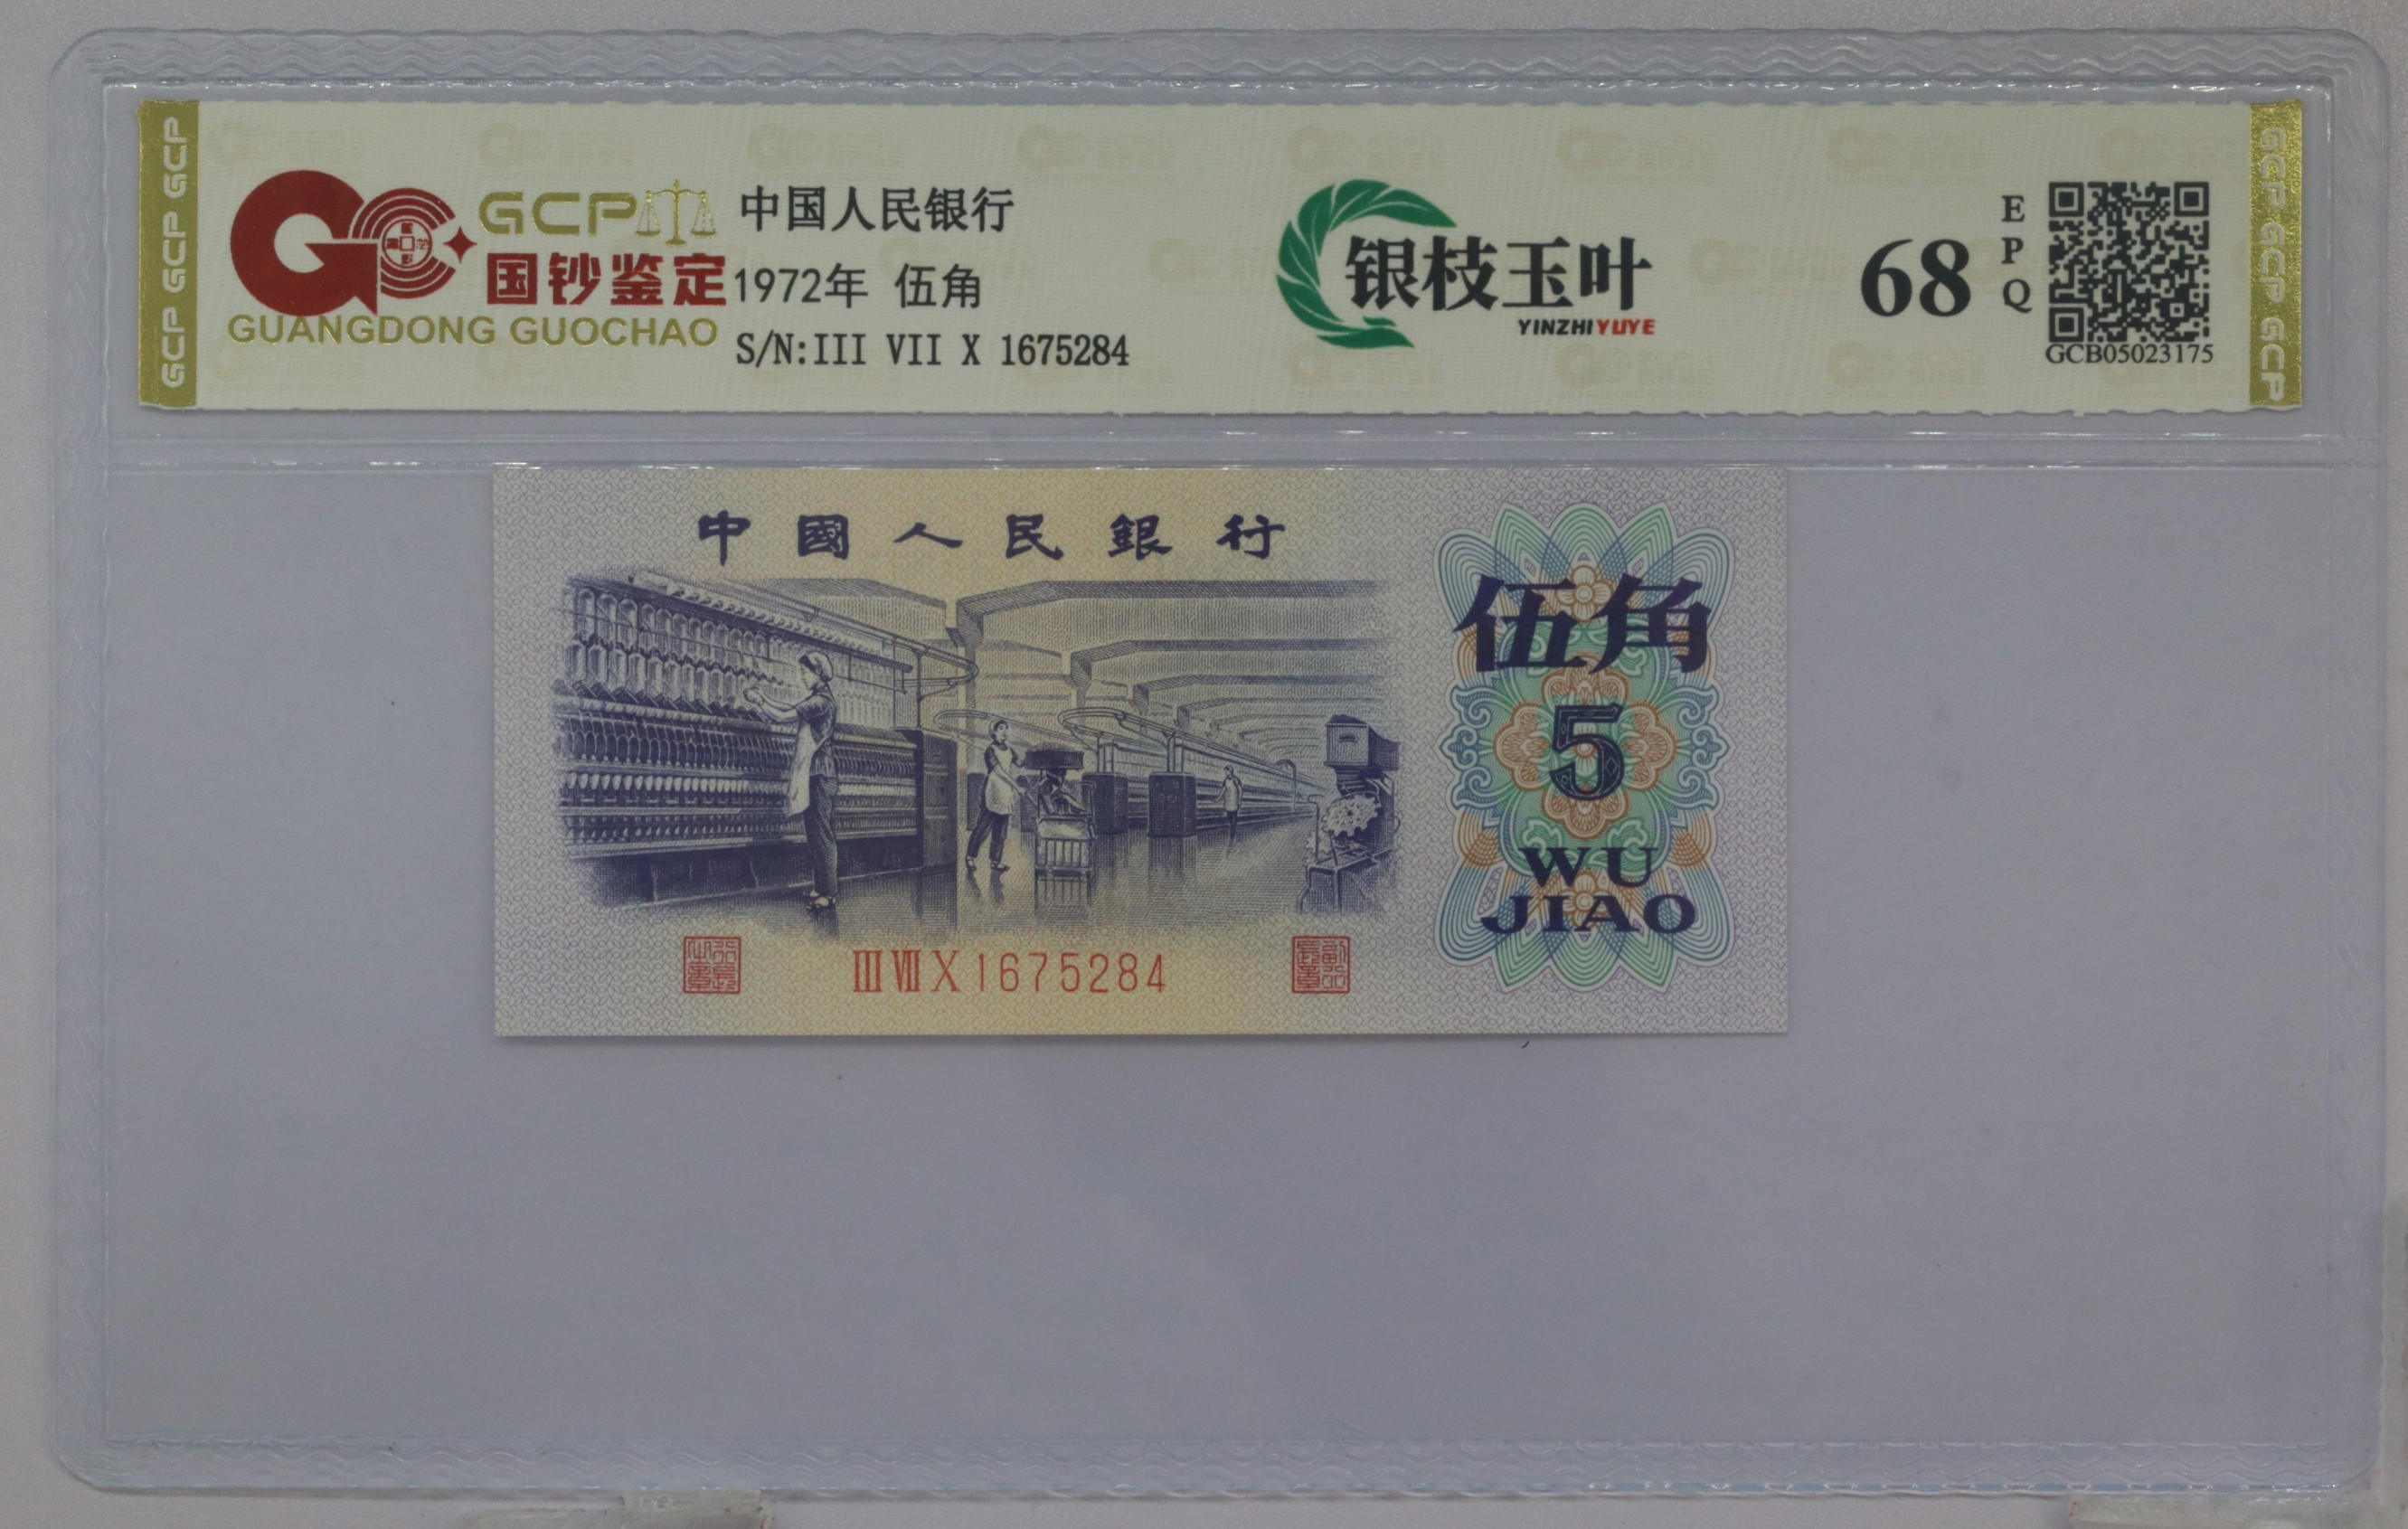 GCP GCP GCP
GCP
国钞鉴定
GUANGDONG GUOCHAO
中国人民银行
1972年 伍角
S/N:III VII X 1675284
银枝玉叶
YINZHIYUYE
68
EPQ
GCB05023175
GCP GCP GCP
中國人民銀行
伍角
5
WU
JIAO
III VII X 1675284